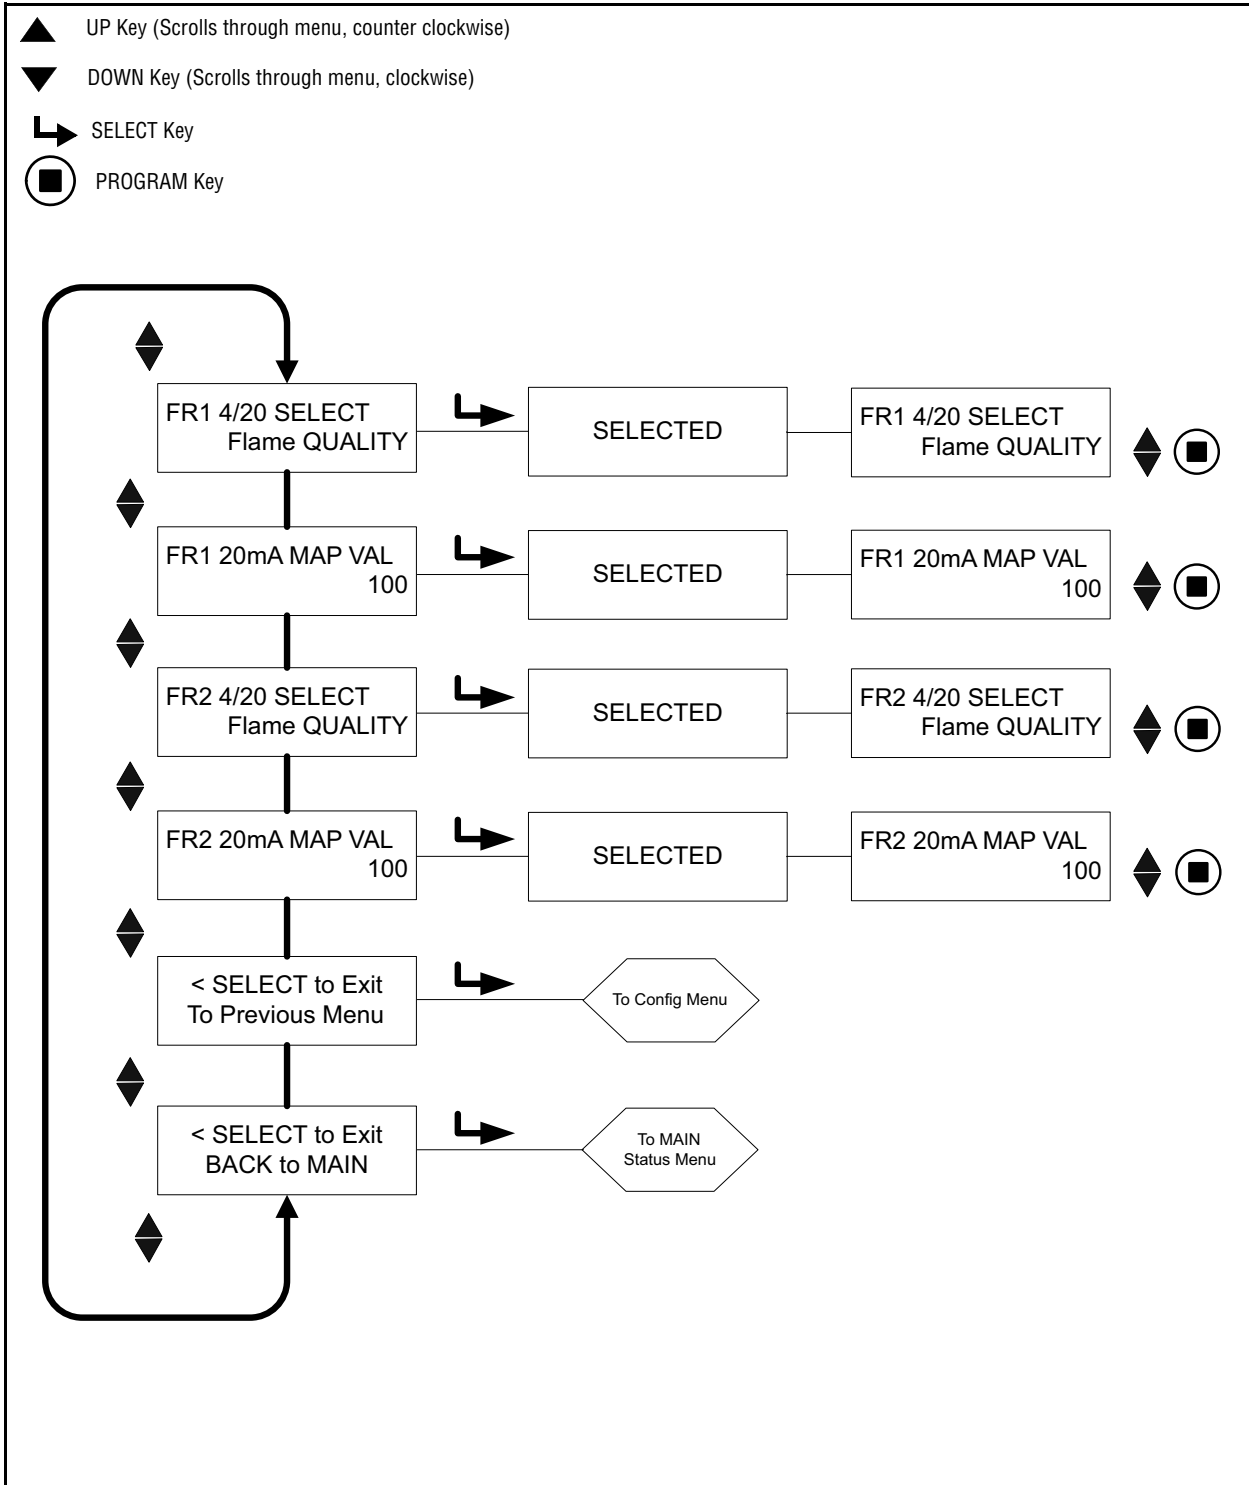 UP Key (Scrolls through menu, counter clockwise)
DOWN Key (Scrolls through menu, clockwise)
SELECT Key
PROGRAM Key
FR1 4/20 SELECT
Flame QUALITY
SELECTED
FR1 4/20 SELECT
Flame QUALITY
FR1 20mA MAP VAL
100
SELECTED
FR1 20mA MAP VAL
100
FR2 4/20 SELECT
Flame QUALITY
SELECTED
FR2 4/20 SELECT
Flame QUALITY
FR2 20mA MAP VAL
100
SELECTED
FR2 20mA MAP VAL
100
< SELECT to Exit
To Previous Menu
To Config Menu
< SELECT to Exit
BACK to MAIN
To MAIN
Status Menu